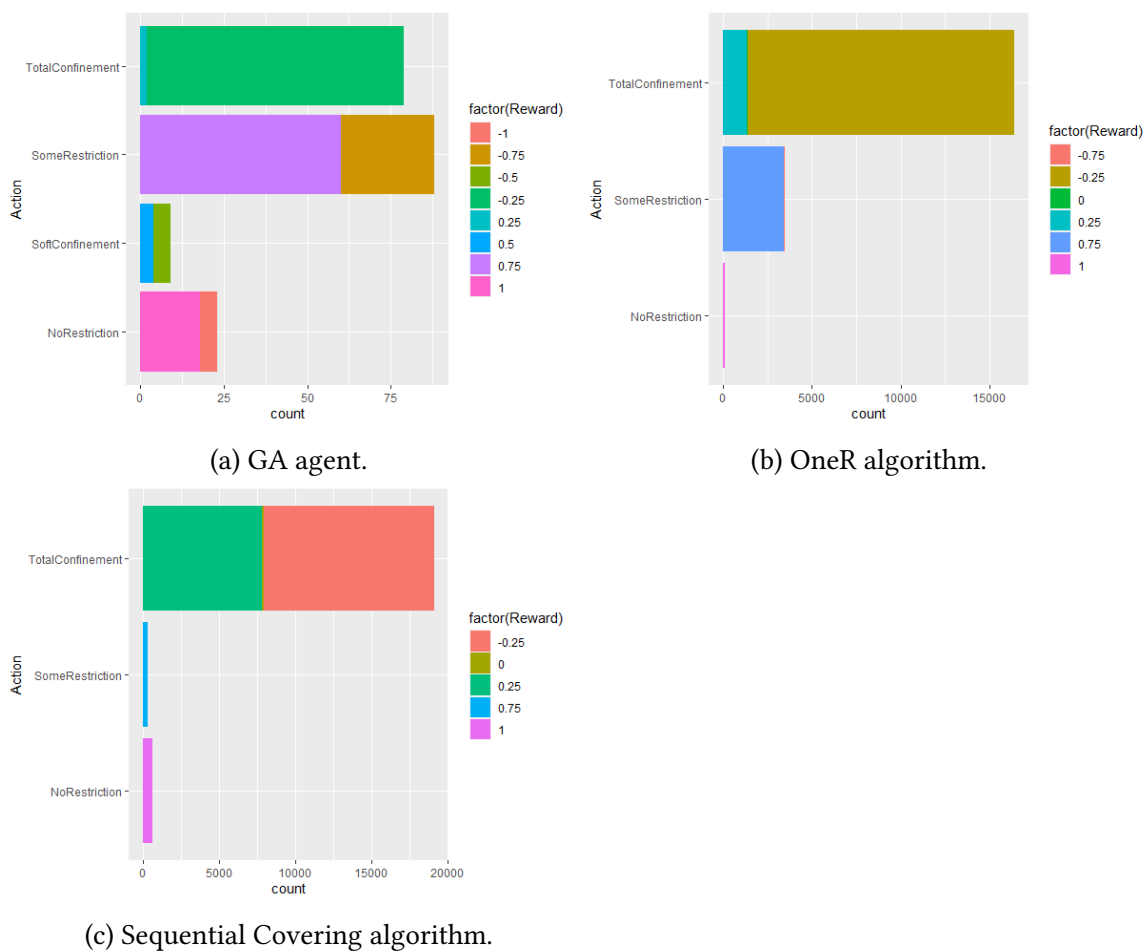 TotalConfinement
SomeRestriction
SoftConfinement
NoRestriction
Action
0 25 50 75
count
factor(Reward)
-1
-0.75
-0.5
-0.25
0.25
0.5
0.75
1
(a) GA agent.
TotalConfinement
SomeRestriction
NoRestriction
Action
0 5000 10000 15000
count
factor(Reward)
-0.75
-0.25
0
0.25
0.75
1
(b) OneR algorithm.
TotalConfinement
SomeRestriction
NoRestriction
Action
0 5000 10000 15000 20000
count
factor(Reward)
-0.25
0
0.25
0.75
1
(c) Sequential Covering algorithm.